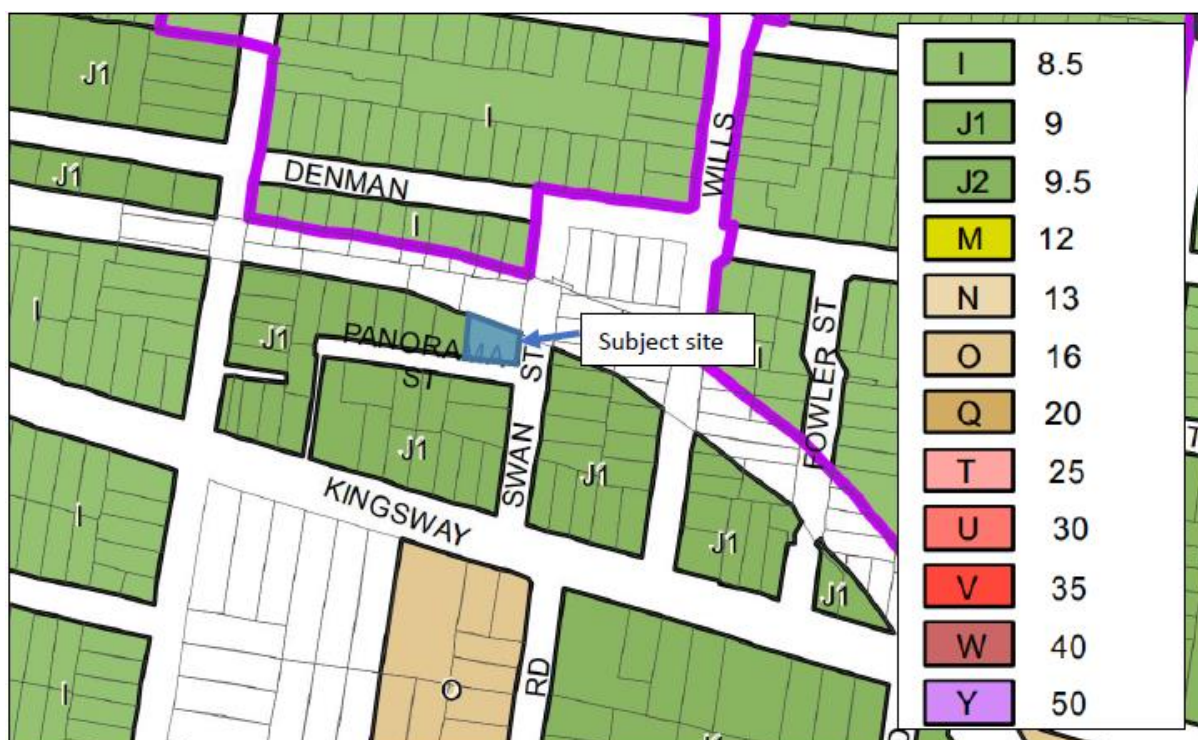 J1
I
J1
DENMAN
I
WILLS
I
J1
PANORAMA
ST
Subject site
I
FOWLER ST
SWAN ST
J1
J1
J1
J1
I
KINGSWAY
I
O
RD
I 8.5
J1 9
J2 9.5
M 12
N 13
O 16
Q 20
T 25
U 30
V 35
W 40
Y 50